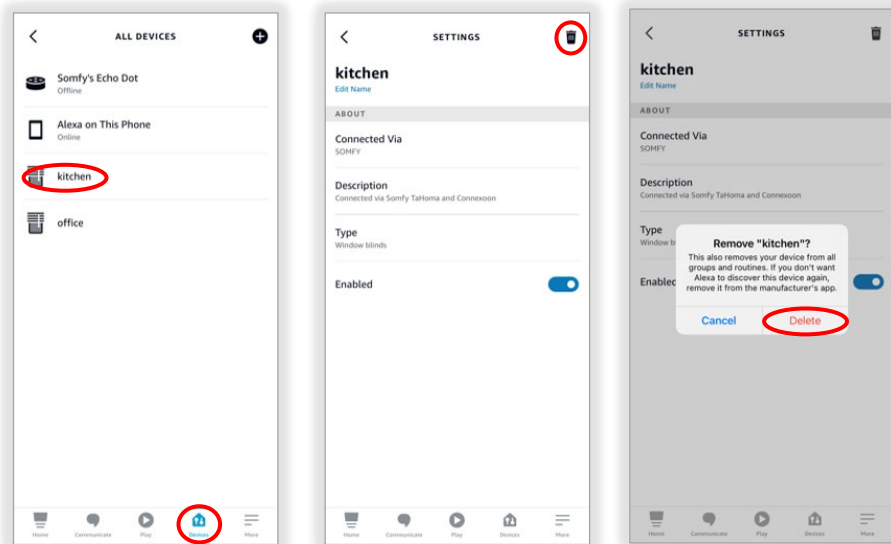 ALL DEVICES
Somfy's Echo Dot
Offline
Alexa on This Phone
Online
kitchen
office
Home
Communicate
Play
Devices
More
SETTINGS
kitchen
Edit Name
ABOUT
Connected Via
SOMFY
Description
Connected via Somfy TaHoma and Connexoon
Type
Window blinds
Enabled
Home
Communicate
Play
Devices
More
SETTINGS
kitchen
Edit Name
ABOUT
Connected Via
SOMFY
Description
Connected via Somfy TaHoma and Connexoon
Type
Window b
Enabled
Remove "kitchen"?
This also removes your device from all
groups and routines. If you don't want
Alexa to discover this device again,
remove it from the manufacturer's app.
Cancel
Delete
Home
Communicate
Play
Devices
More